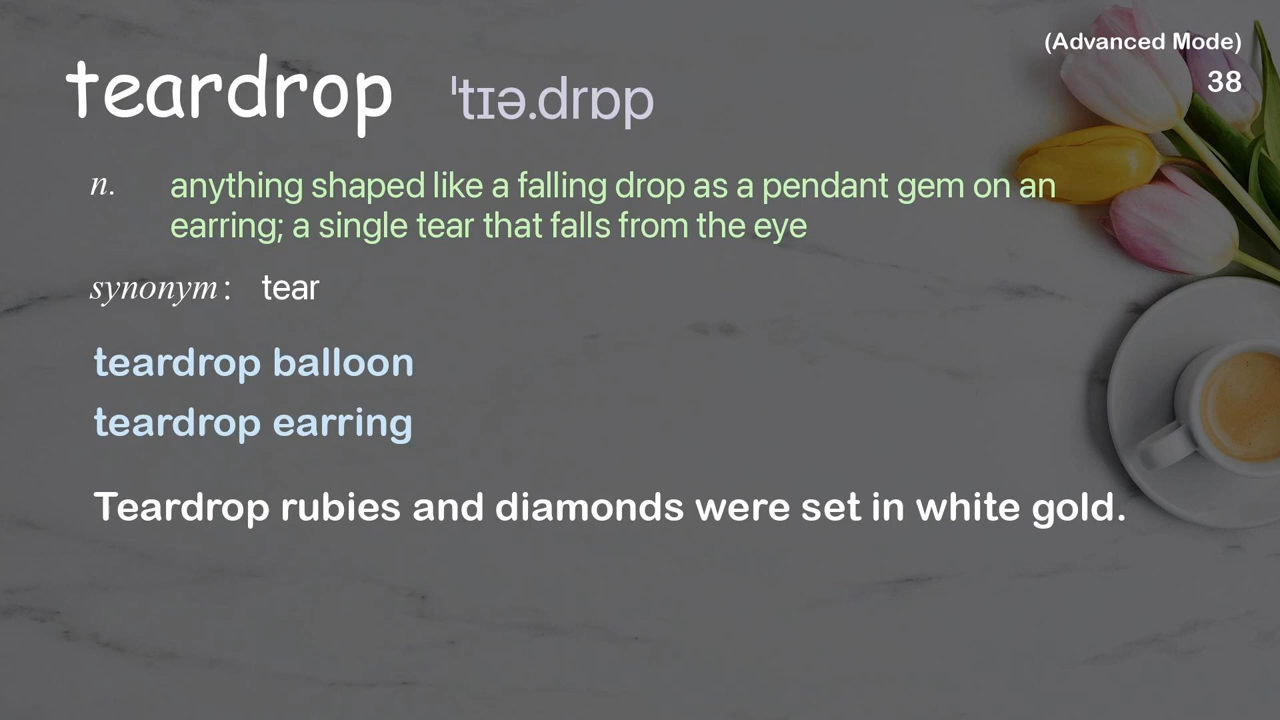 (Advanced Mode)
38
teardrop ˈtɪə.drɒp
n. anything shaped like a falling drop as a pendant gem on an
earring; a single tear that falls from the eye
synonym: tear
teardrop balloon
teardrop earring
Teardrop rubies and diamonds were set in white gold.